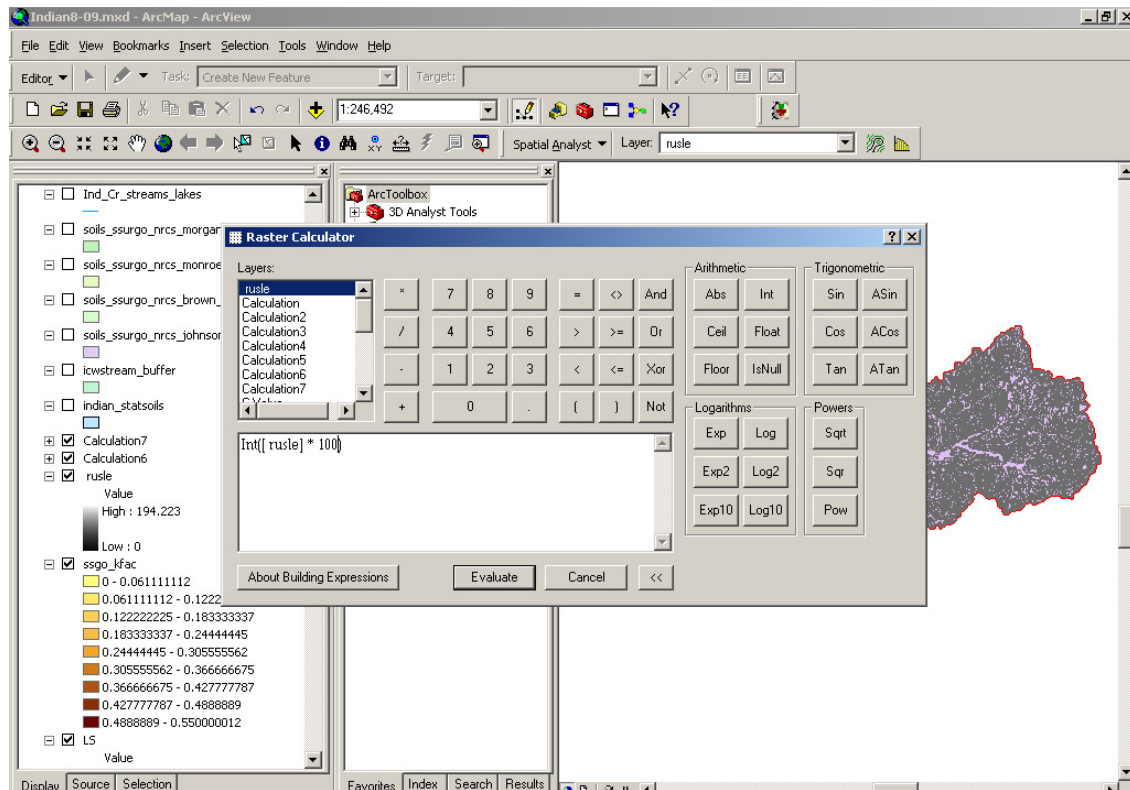 Indian8-09.mxd - ArcMap - ArcView
File Edit View Bookmarks Insert Selection Tools Window Help
Editor Task: Create New Feature Target:
1:246,492
Spatial Analyst Layer: rusle
Ind_Cr_streams_lakes
soils_ssurgo_nrcs_morgan
soils_ssurgo_nrcs_monroe
soils_ssurgo_nrcs_brown_
soils_ssurgo_nrcs_johnsor
icwstream_buffer
indian_statsoils
Calculation7
Calculation6
rusle
Value
High : 194.223
Low : 0
ssgo_kfac
0 - 0.061111112
0.061111112 - 0.1222
0.122222225 - 0.183333337
0.183333337 - 0.24444445
0.24444445 - 0.305555562
0.305555562 - 0.366666675
0.366666675 - 0.427777787
0.427777787 - 0.4888889
0.4888889 - 0.550000012
LS
Value
Display Source Selection
ArcToolbox
3D Analyst Tools
Favorites Index Search Results
Raster Calculator
Layers:
rusle
Calculation
Calculation2
Calculation3
Calculation4
Calculation5
Calculation6
Calculation7
* 7 8 9 = <> And
/ 4 5 6 > >= Or
- 1 2 3 < <= Xor
+ 0 . ( ) Not
Arithmetic
Abs Int
Ceil Float
Floor IsNull
Trigonometric
Sin ASin
Cos ACos
Tan ATan
Logarithms
Exp Log
Exp2 Log2
Exp10 Log10
Powers
Sqrt
Sqr
Pow
Int([ rusle] * 100)
About Building Expressions Evaluate Cancel <<